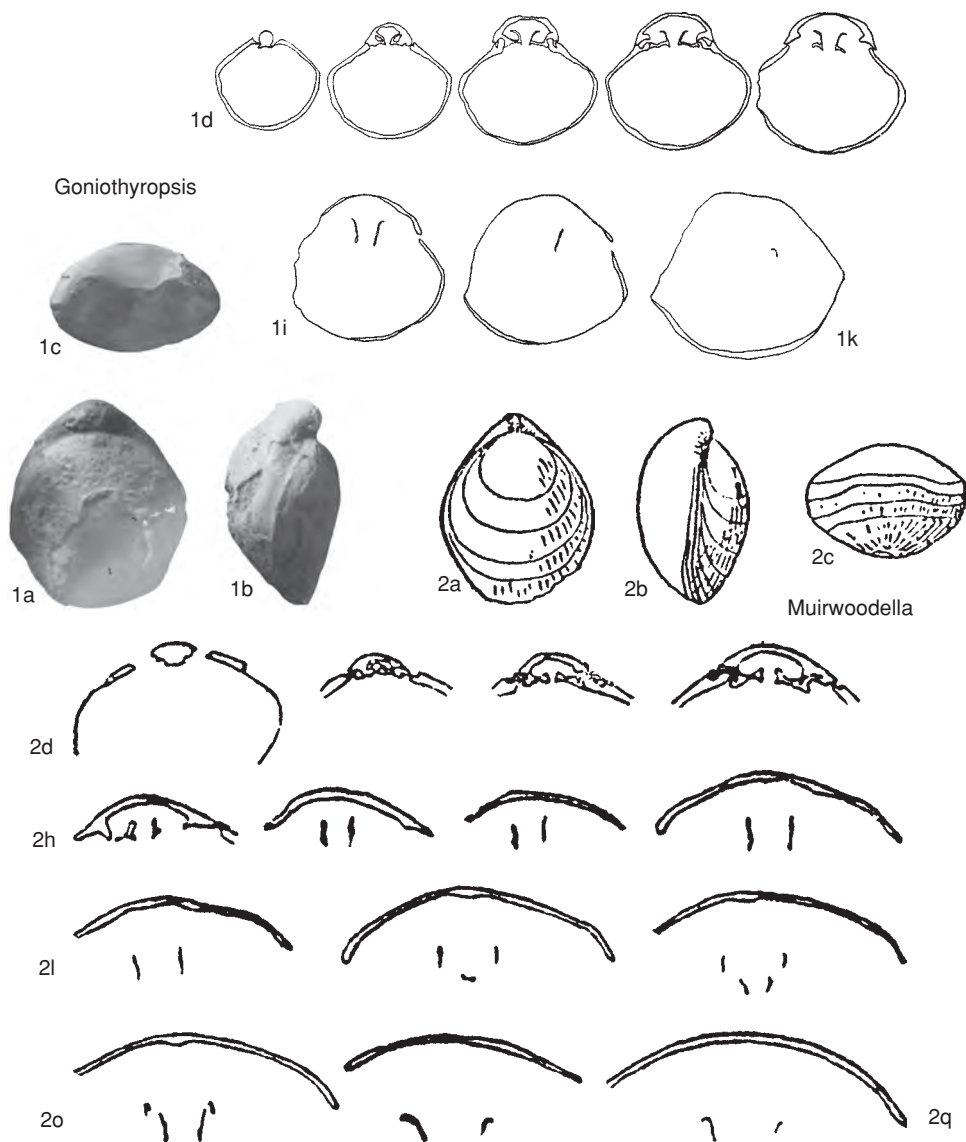 1d
Goniothyropsis
1c
1i
1k
1a
1b
2a
2b
2c
Muirwoodella
2d
2h
2l
2o
2q